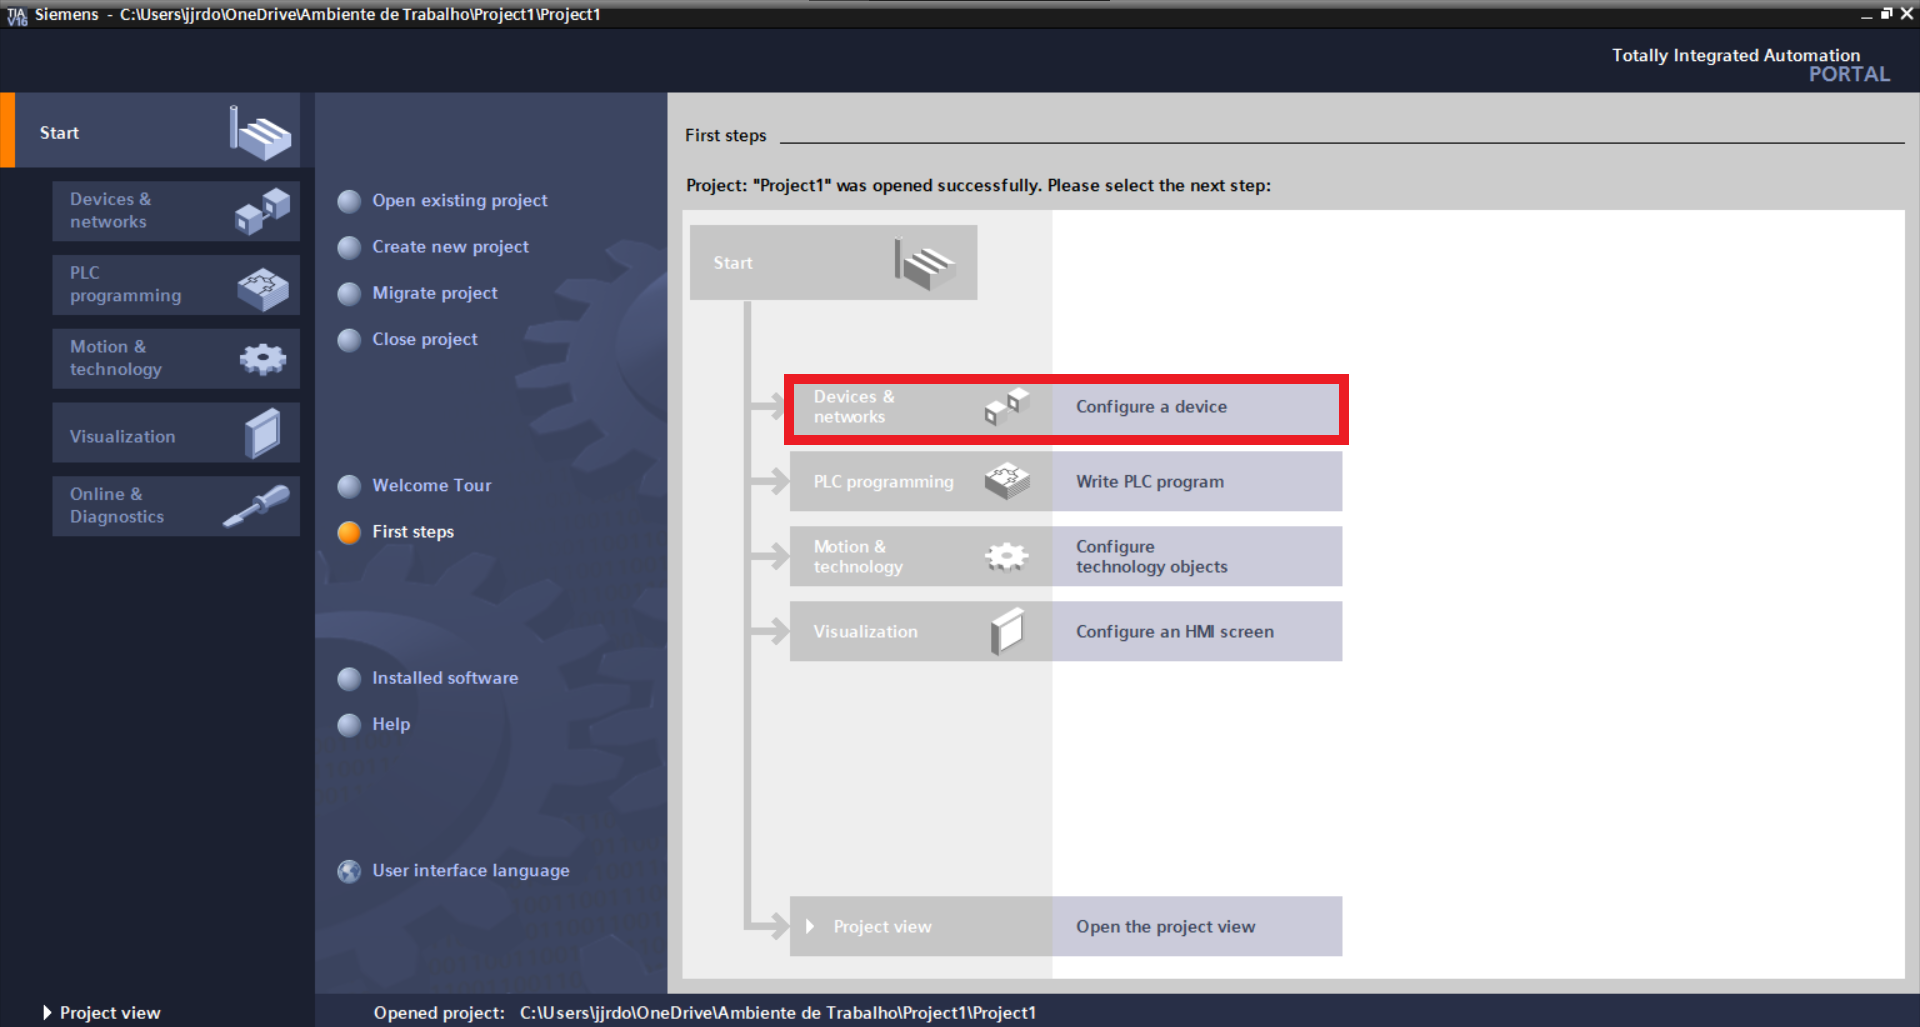 TIA V16 Siemens - C:\Users\jjrdo\OneDrive\Ambiente de Trabalho\Project1\Project1
Totally Integrated Automation
PORTAL
Start
Devices &
networks
PLC
programming
Motion &
technology
Visualization
Online &
Diagnostics
Open existing project
Create new project
Migrate project
Close project
Welcome Tour
First steps
Installed software
Help
User interface language
First steps
Project: "Project1" was opened successfully. Please select the next step:
Start
Devices &
networks
Configure a device
PLC programming
Write PLC program
Motion &
technology
Configure
technology objects
Visualization
Configure an HMI screen
Project view
Open the project view
Project view
Opened project: C:\Users\jjrdo\OneDrive\Ambiente de Trabalho\Project1\Project1